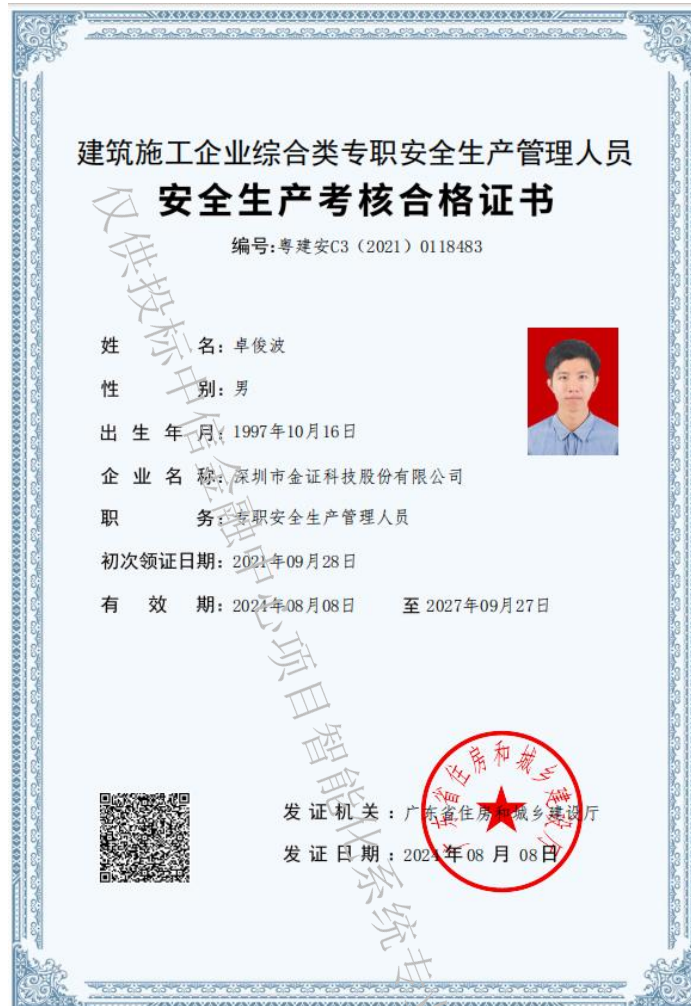 建筑施工企业综合类专职安全生产管理人员
安全生产考核合格证书
编号:粤建安C3（2021）0118483
姓名：卓俊波
性别：男
出生年月：1997年10月16日
企业名称：深圳市金证科技股份有限公司
职务：专职安全生产管理人员
初次领证日期：2021年09月28日
有效期：2024年08月08日 至 2027年09月27日
发证机关：广东省住房和城乡建设厅
发证日期：2024年08月08日
广东省住房和城乡建设厅
仅供投标中信金融中心项目智能化系统专